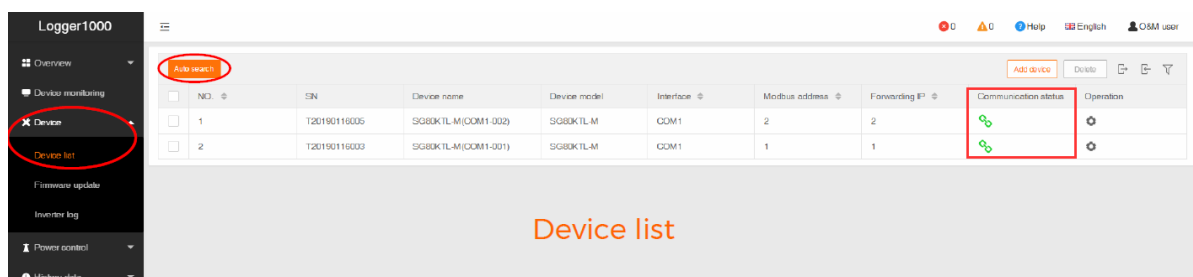 Logger1000
0
0
Help
English
O&M user
Overview
Device monitoring
Device
Device list
Firmware update
Inverter log
Power control
History data
Auto search
Add device
Delete
NO. SN Device name Device model Interface Modbus address Forwarding IP Communication status Operation
1 T20190116005 SG80KTL-M(COM1-002) SG80KTL-M COM1 2 2
2 T20190116003 SG80KTL-M(COM1-001) SG80KTL-M COM1 1 1
Device list